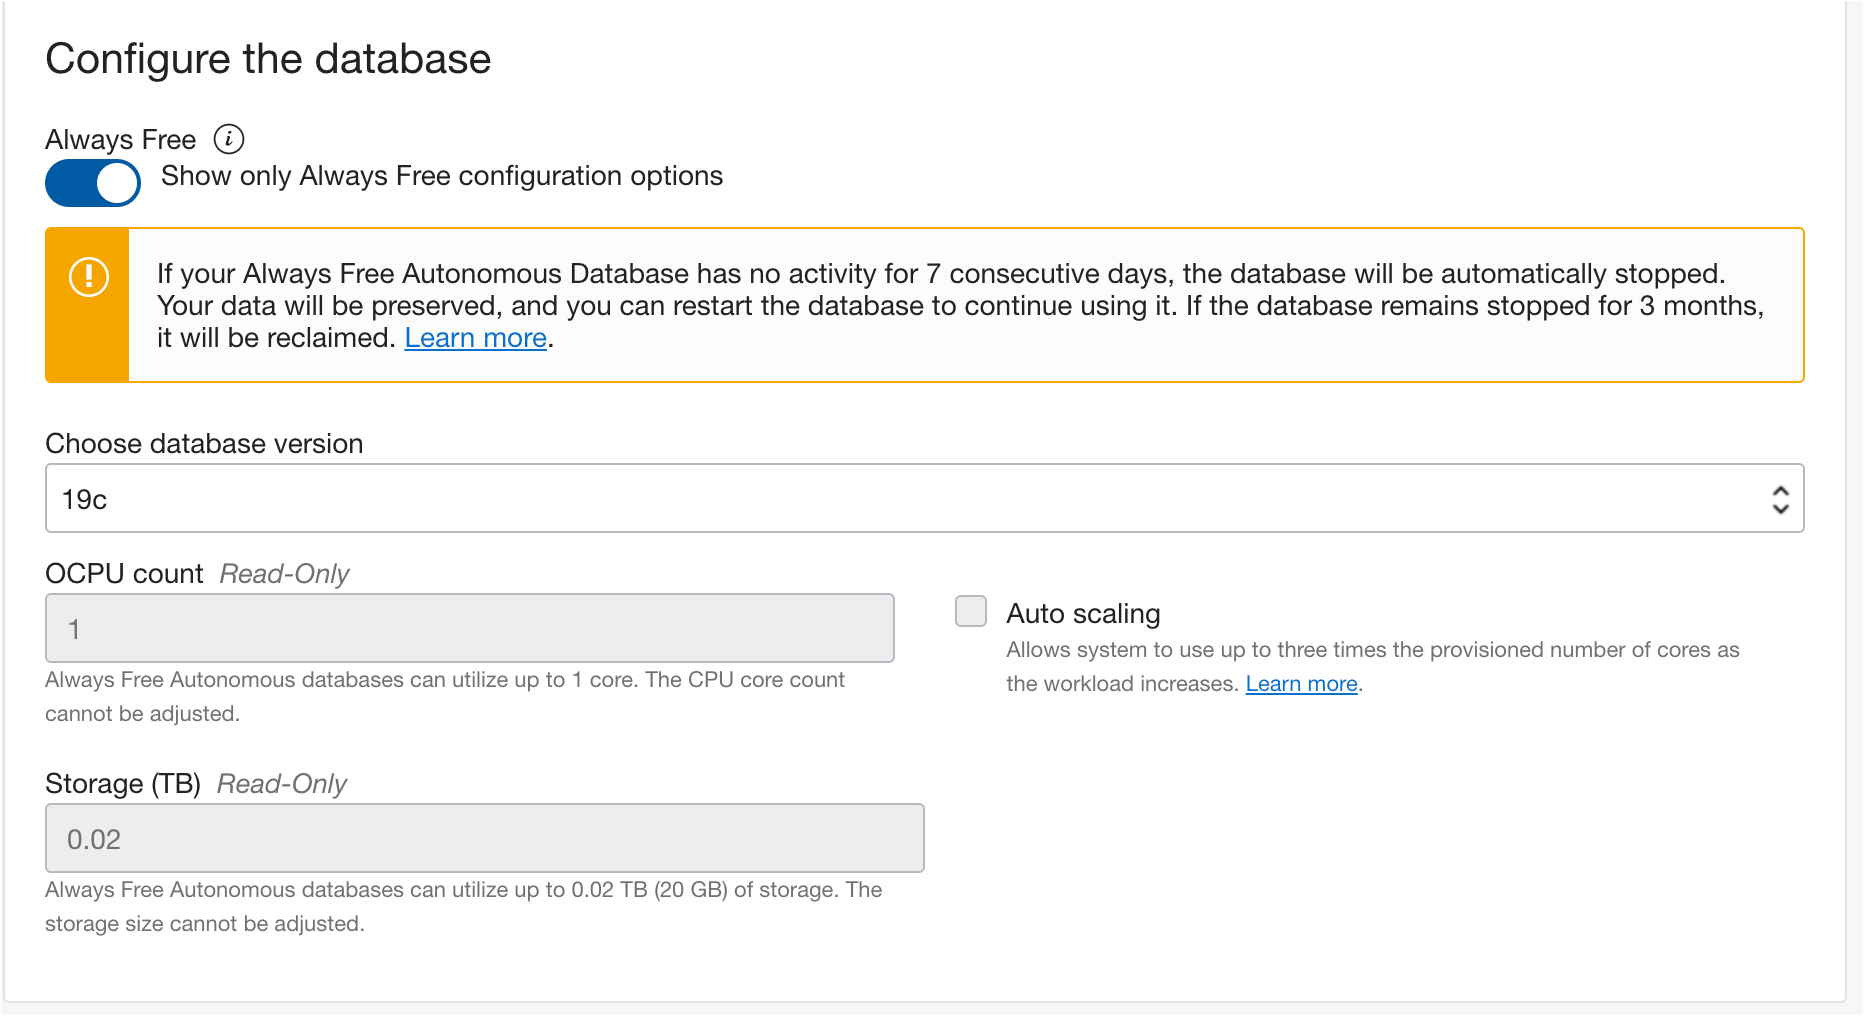 Configure the database
Always Free
Show only Always Free configuration options
If your Always Free Autonomous Database has no activity for 7 consecutive days, the database will be automatically stopped.
Your data will be preserved, and you can restart the database to continue using it. If the database remains stopped for 3 months,
it will be reclaimed. Learn more.
Choose database version
19c
OCPU count Read-Only
1
Always Free Autonomous databases can utilize up to 1 core. The CPU core count
cannot be adjusted.
Auto scaling
Allows system to use up to three times the provisioned number of cores as
the workload increases. Learn more.
Storage (TB) Read-Only
0.02
Always Free Autonomous databases can utilize up to 0.02 TB (20 GB) of storage. The
storage size cannot be adjusted.